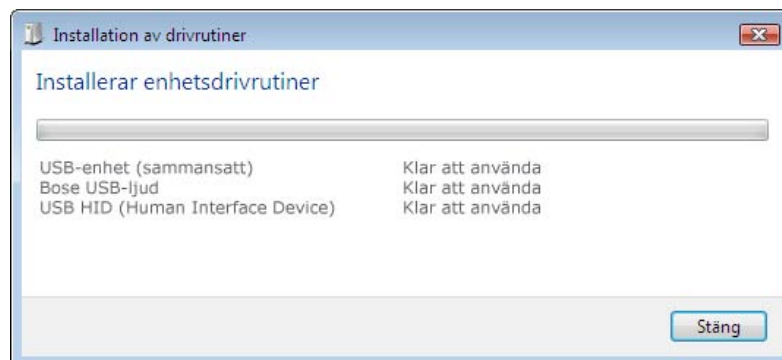 Installation av drivrutiner
Installerar enhetsdrivrutiner
USB-enhet (sammansatt) Klar att använda
Bose USB-ljud Klar att använda
USB HID (Human Interface Device) Klar att använda
Stäng